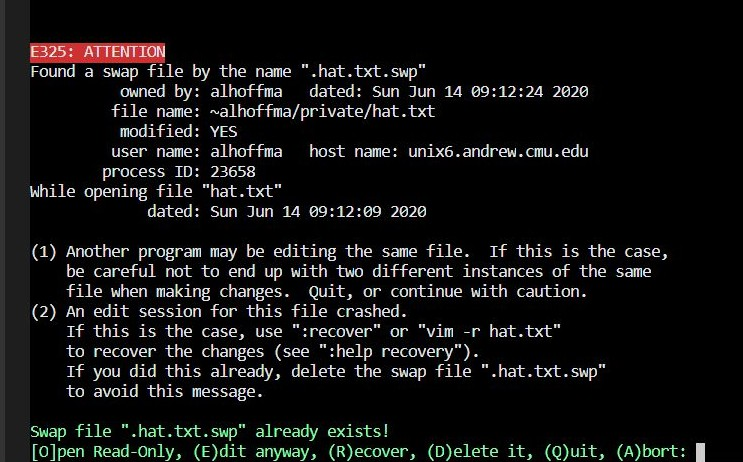 E325: ATTENTION
Found a swap file by the name ".hat.txt.swp"
owned by: alhoffma   dated: Sun Jun 14 09:12:24 2020
file name: ~alhoffma/private/hat.txt
modified: YES
user name: alhoffma   host name: unix6.andrew.cmu.edu
process ID: 23658
While opening file "hat.txt"
dated: Sun Jun 14 09:12:09 2020
(1) Another program may be editing the same file.  If this is the case,
be careful not to end up with two different instances of the same
file when making changes.  Quit, or continue with caution.
(2) An edit session for this file crashed.
If this is the case, use ":recover" or "vim -r hat.txt"
to recover the changes (see ":help recovery").
If you did this already, delete the swap file ".hat.txt.swp"
to avoid this message.
Swap file ".hat.txt.swp" already exists!
[O]pen Read-Only, (E)dit anyway, (R)ecover, (D)elete it, (Q)uit, (A)bort: